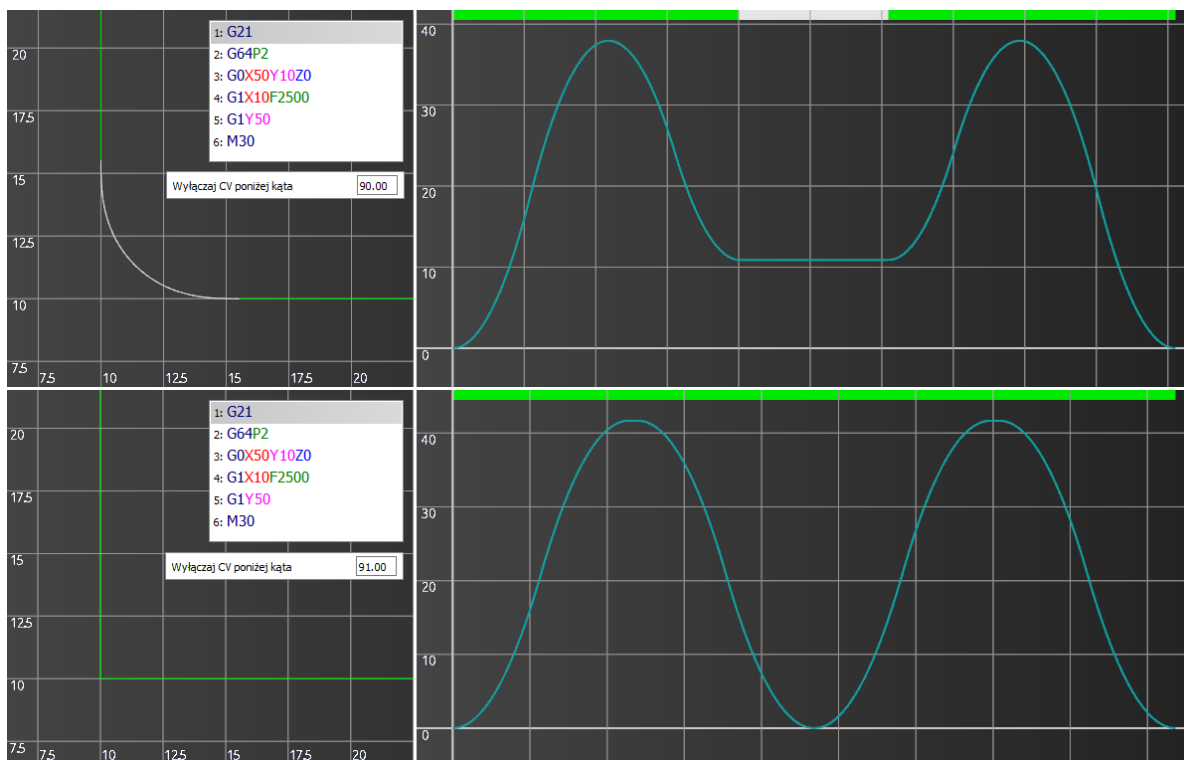 20
17.5
15
12.5
10
7.5
7.5 10 12.5 15 17.5 20
1: G21
2: G64P2
3: G0X50Y10Z0
4: G1X10F2500
5: G1Y50
6: M30
Wyłączaj CV poniżej kąta 90.00
40
30
20
10
0
20
17.5
15
12.5
10
7.5
7.5 10 12.5 15 17.5 20
1: G21
2: G64P2
3: G0X50Y10Z0
4: G1X10F2500
5: G1Y50
6: M30
Wyłączaj CV poniżej kąta 91.00
40
30
20
10
0